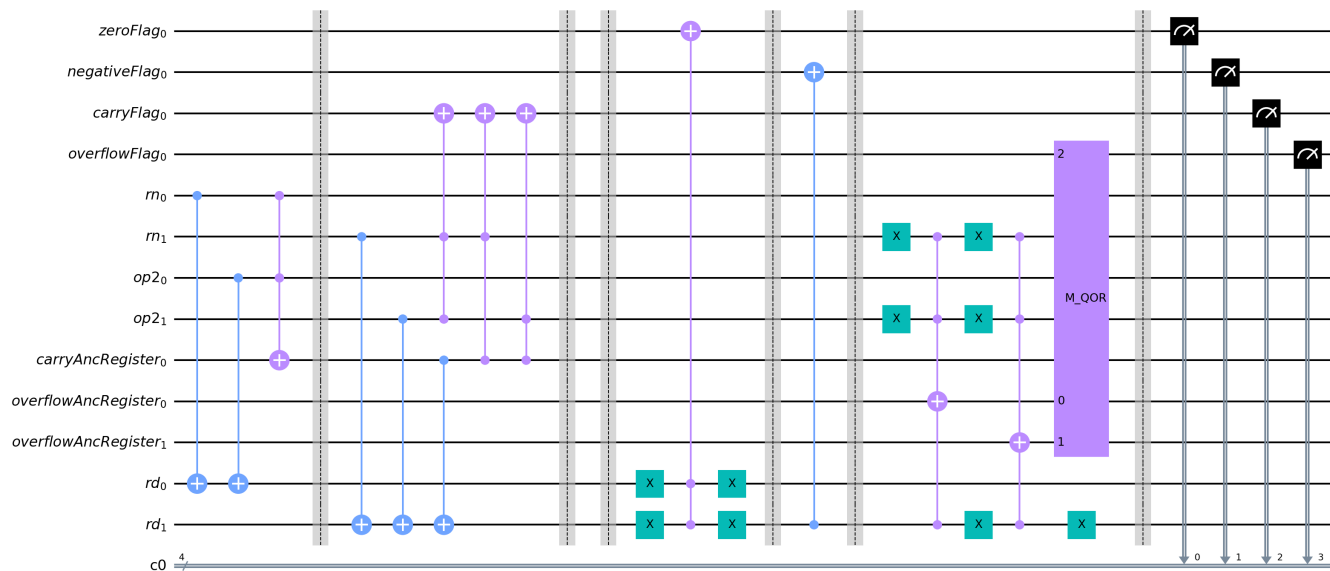 zeroFlag0
negativeFlag0
carryFlag0
overflowFlag0 2
rn0
rn1 X X
op20
M_QOR
op21 X X
carryAncRegister0
overflowAncRegister0 0
overflowAncRegister1 1
rd0 X X
rd1 X X X X
4 0 1 2 3
c0